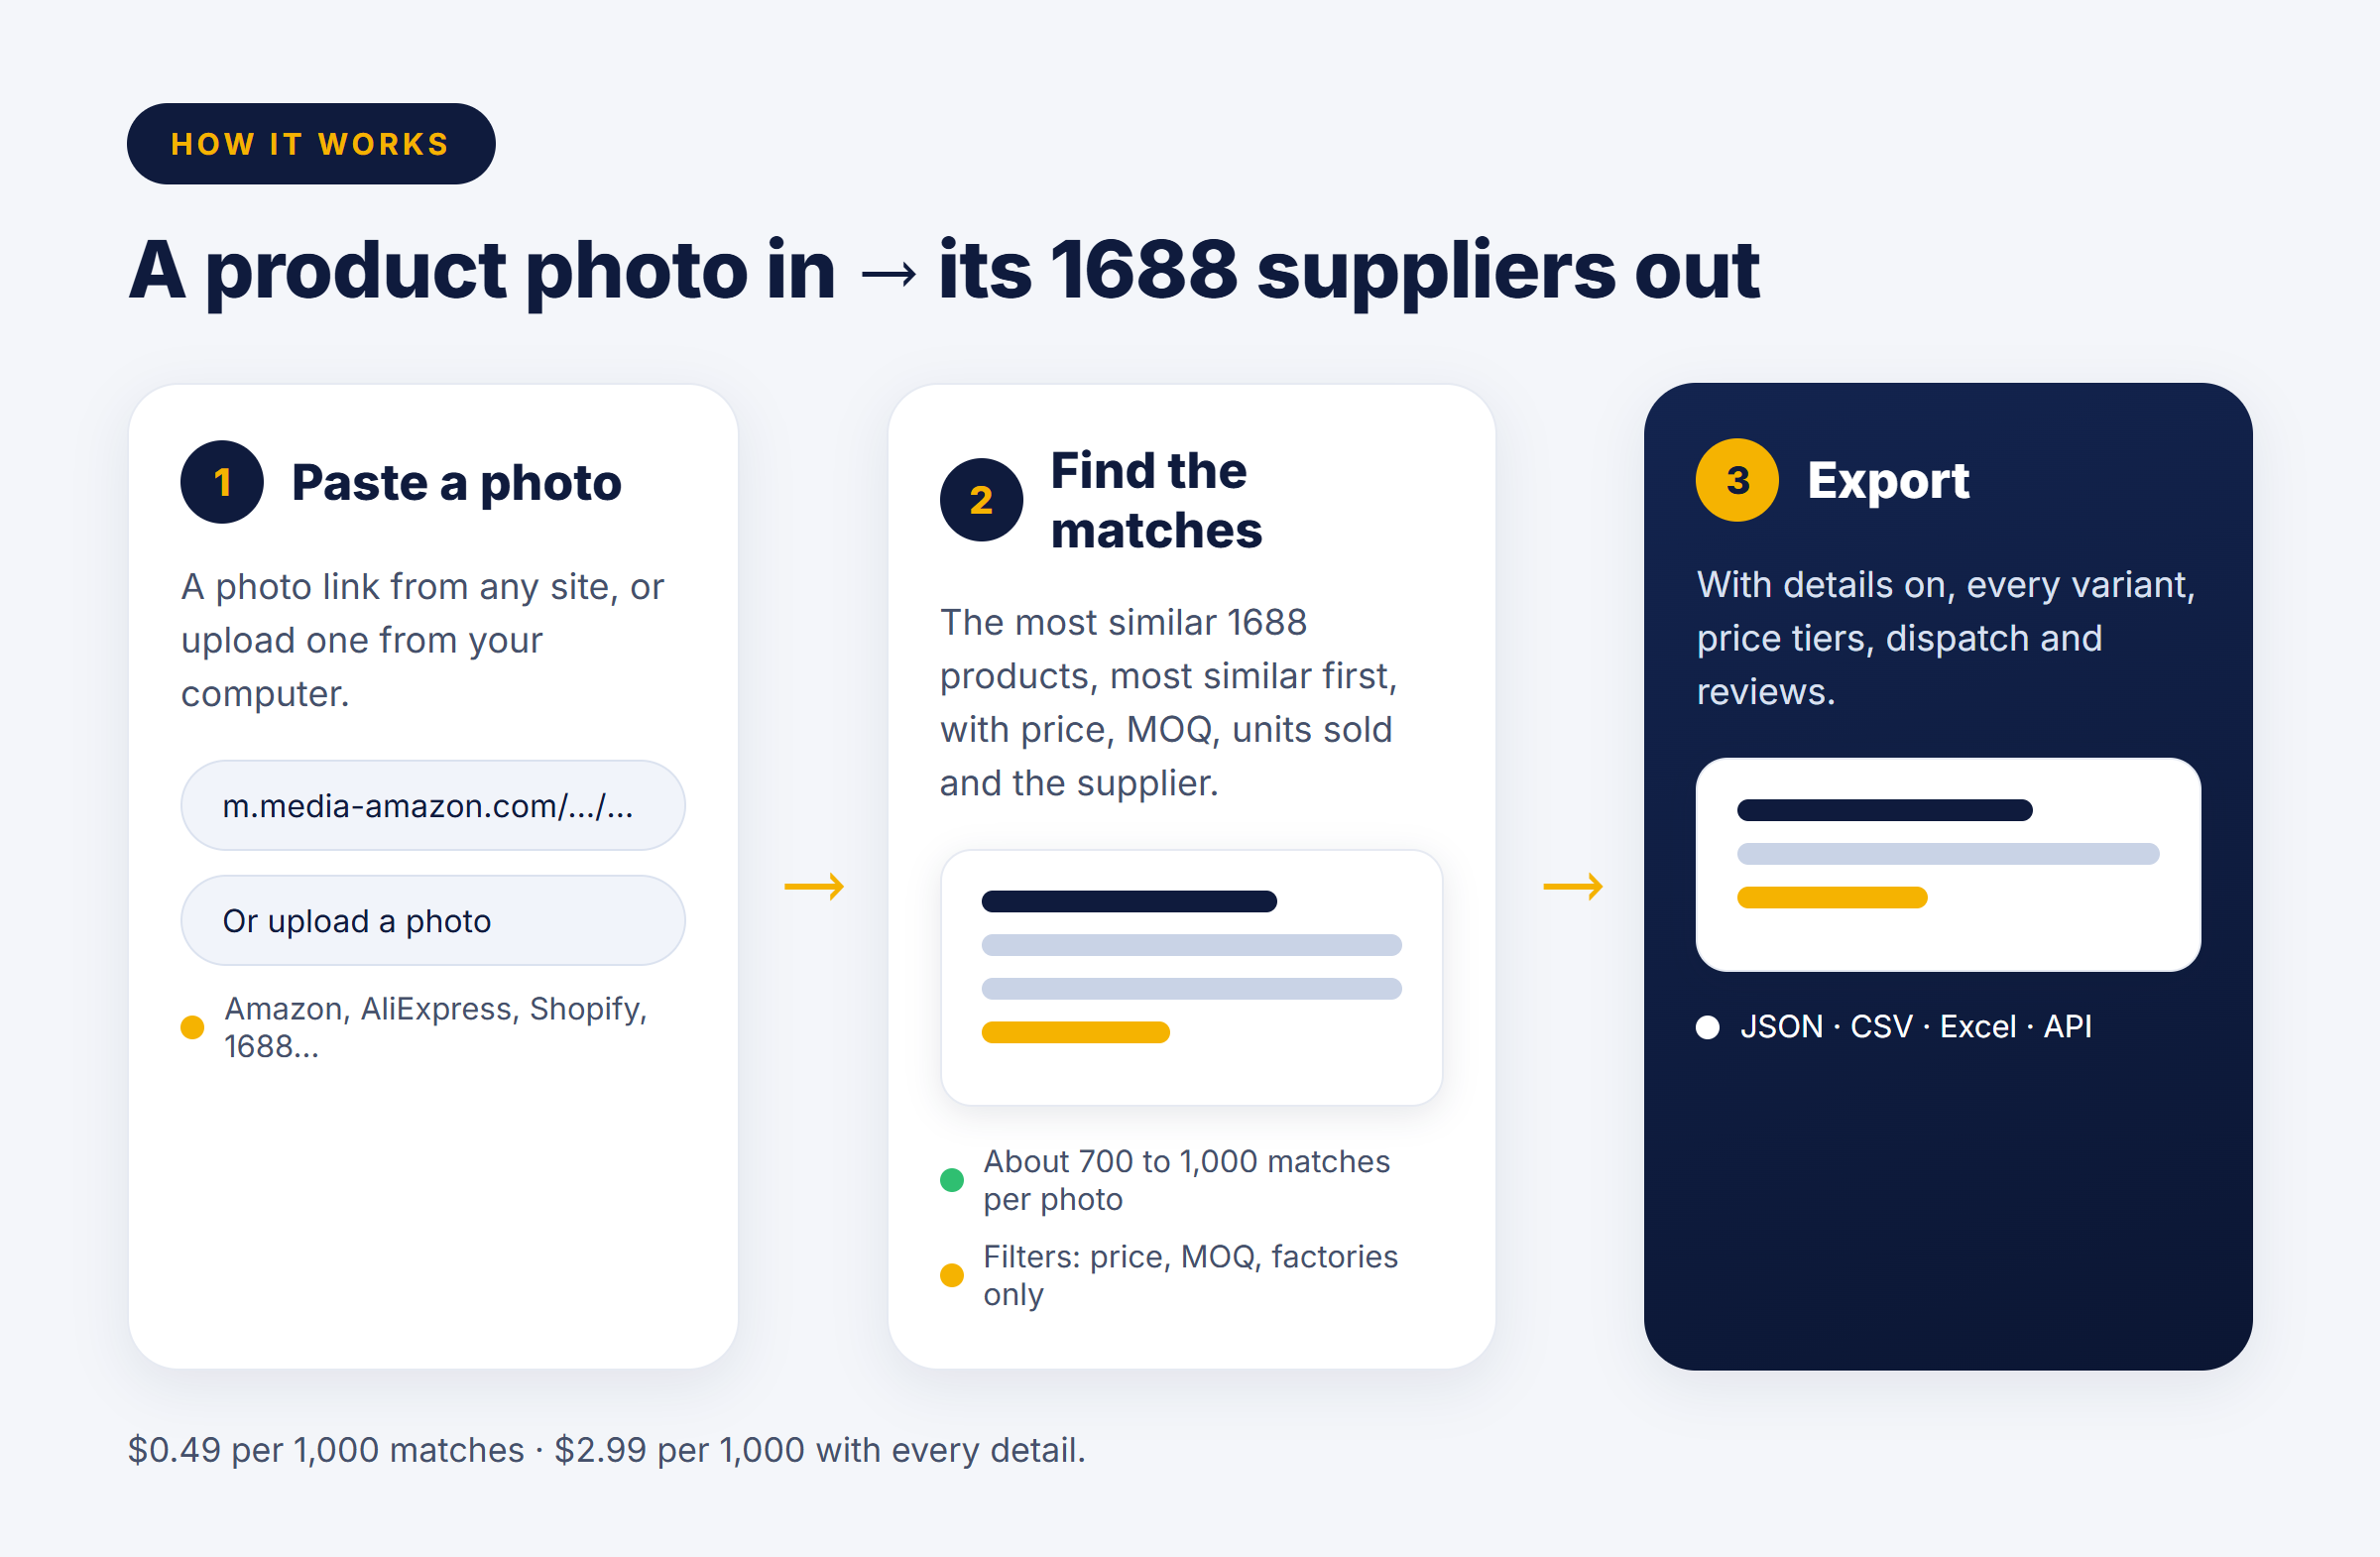 HOW IT WORKS
A product photo in → its 1688 suppliers out
1
Paste a photo
A photo link from any site, or
upload one from your
computer.
m.media-amazon.com/.../...
Or upload a photo
Amazon, AliExpress, Shopify,
1688...
→
2
Find the
matches
The most similar 1688
products, most similar first,
with price, MOQ, units sold
and the supplier.
About 700 to 1,000 matches
per photo
Filters: price, MOQ, factories
only
→
3
Export
With details on, every variant,
price tiers, dispatch and
reviews.
JSON · CSV · Excel · API
$0.49 per 1,000 matches · $2.99 per 1,000 with every detail.